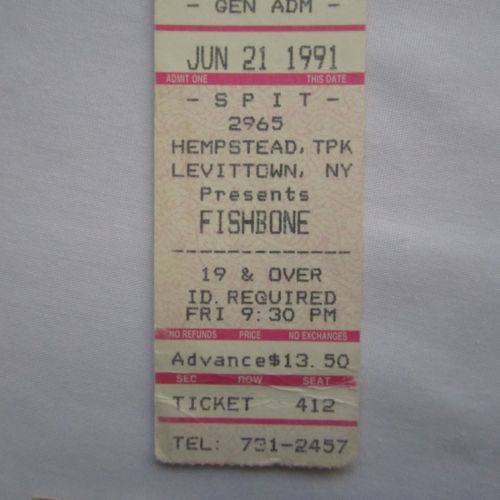 - GEN ADM -
JUN 21 1991
ADMIT ONE THIS DATE
- S P I T -
2965
HEMPSTEAD, TPK
LEVITTOWN, NY
Presents
FISHBONE
--------------
19 & OVER
ID. REQUIRED
FRI 9:30 PM
NO REFUNDS PRICE NO EXCHANGES
Advance$13.50
SEC ROW SEAT
TICKET 412
TEL: 731-2457